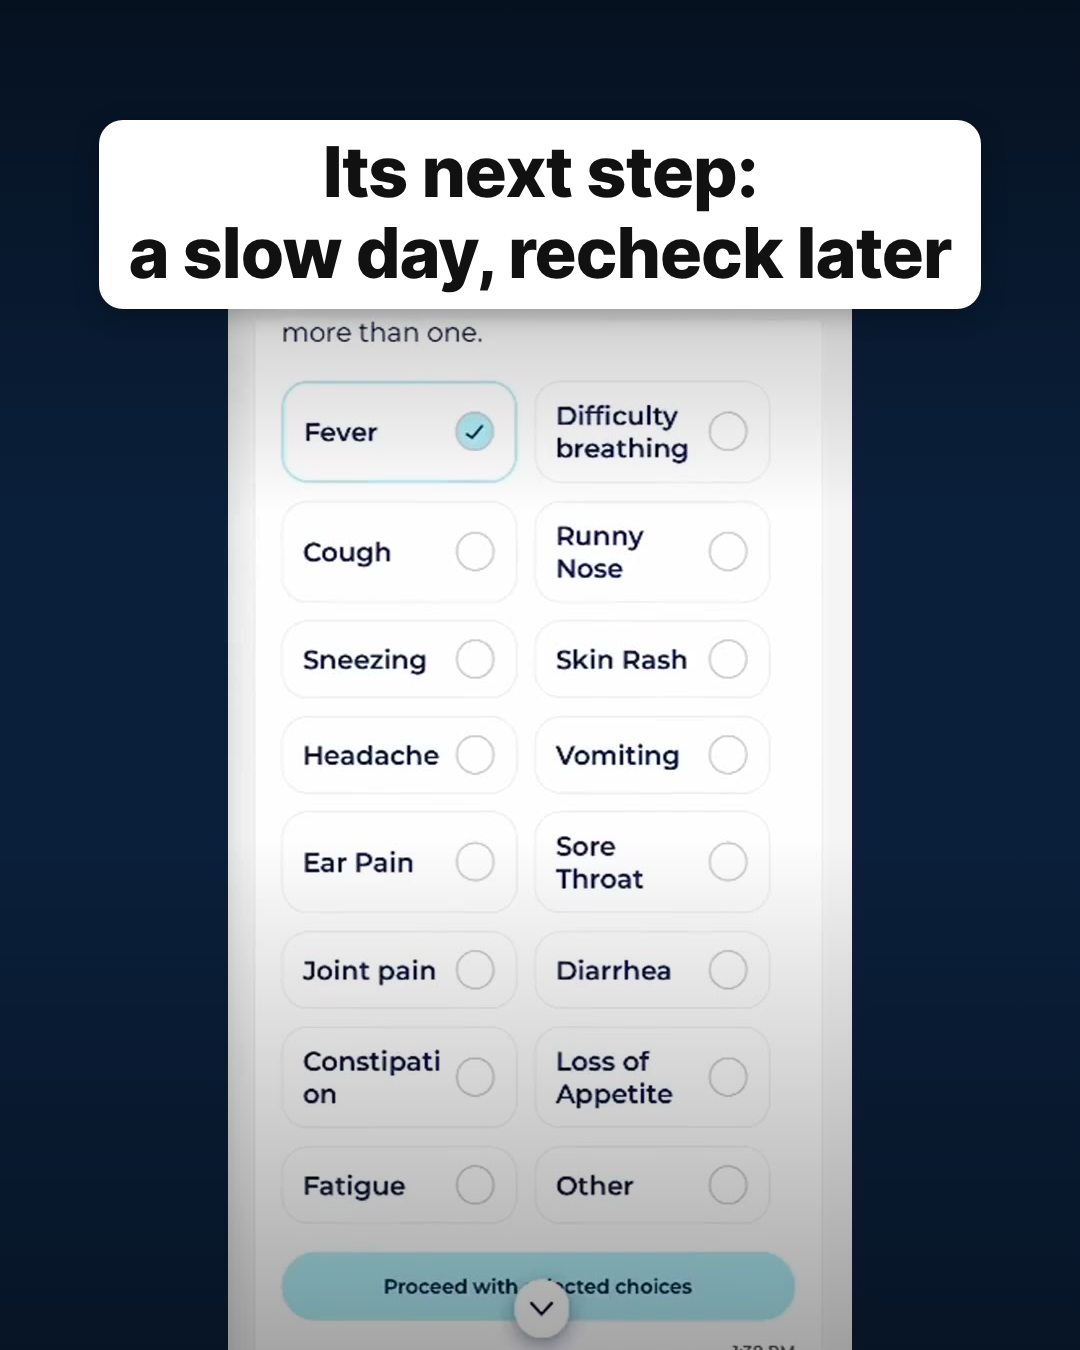 Its next step:
a slow day, recheck later
more than one.
Fever
Difficulty
breathing
Cough
Runny
Nose
Sneezing
Skin Rash
Headache
Vomiting
Ear Pain
Sore
Throat
Joint pain
Diarrhea
Constipati
on
Loss of
Appetite
Fatigue
Other
Proceed with choices